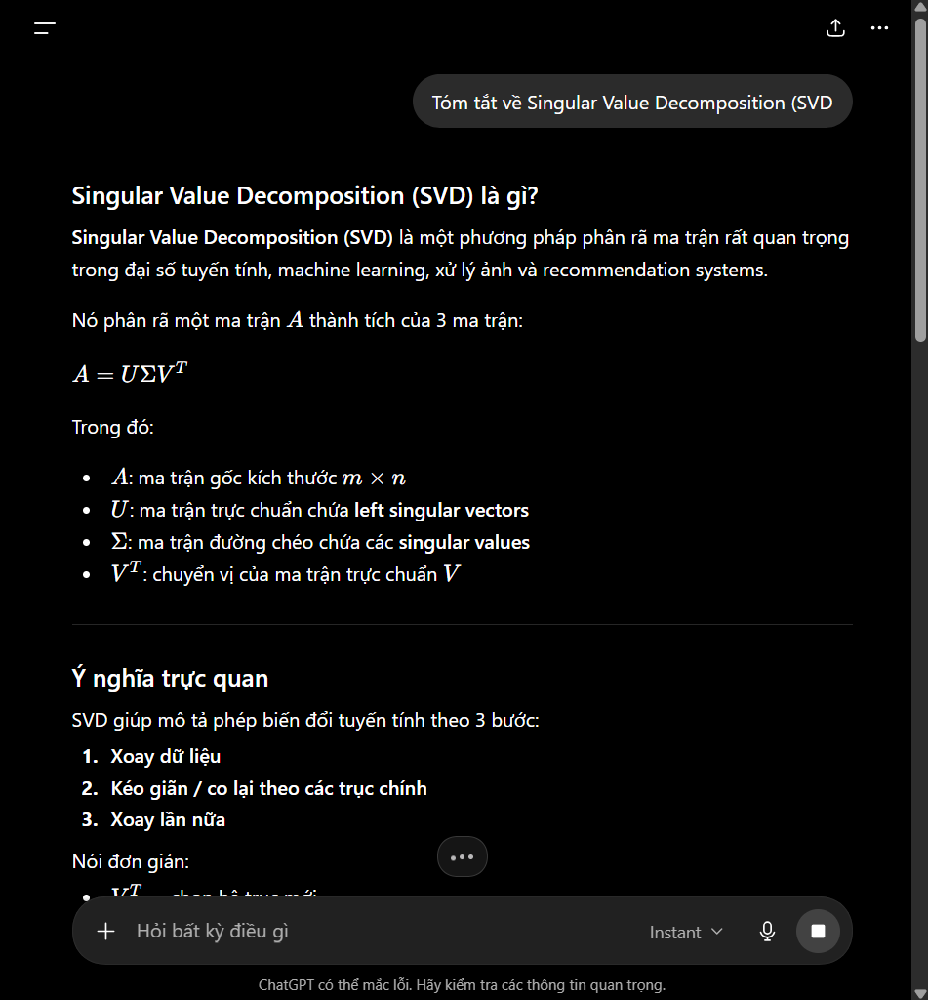 Tóm tắt về Singular Value Decomposition (SVD
Singular Value Decomposition (SVD) là gì?
Singular Value Decomposition (SVD) là một phương pháp phân rã ma trận rất quan trọng
trong đại số tuyến tính, machine learning, xử lý ảnh và recommendation systems.
Nó phân rã một ma trận A thành tích của 3 ma trận:
A = UΣV^T
Trong đó:
• A: ma trận gốc kích thước m × n
• U: ma trận trực chuẩn chứa left singular vectors
• Σ: ma trận đường chéo chứa các singular values
• V^T: chuyển vị của ma trận trực chuẩn V
Ý nghĩa trực quan
SVD giúp mô tả phép biến đổi tuyến tính theo 3 bước:
1. Xoay dữ liệu
2. Kéo giãn / co lại theo các trục chính
3. Xoay lần nữa
Nói đơn giản:
• V^T
Hỏi bất kỳ điều gì
Instant
ChatGPT có thể mắc lỗi. Hãy kiểm tra các thông tin quan trọng.